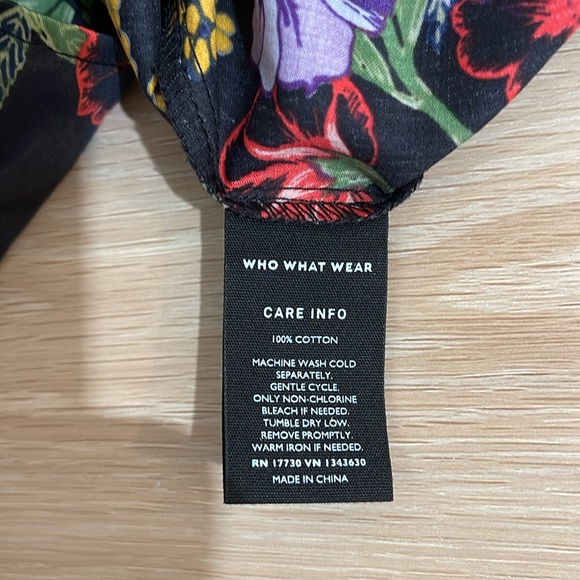 WHO WHAT WEAR
CARE INFO
100% COTTON
MACHINE WASH COLD
SEPARATELY.
GENTLE CYCLE.
ONLY NON-CHLORINE
BLEACH IF NEEDED.
TUMBLE DRY LOW.
REMOVE PROMPTLY.
WARM IRON IF NEEDED.
RN 17730 VN 1343630
MADE IN CHINA